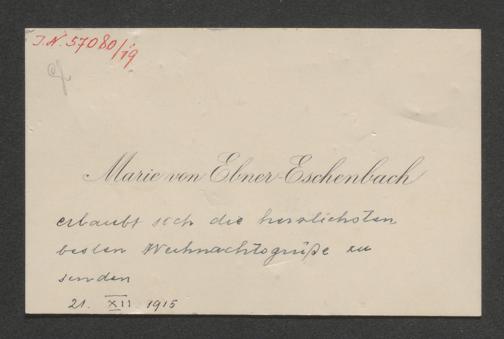 J.N. 57080/19
Marie von Ebner-Eschenbach
erlaubt sich die herzlichsten
besten Weihnachtsgrüße zu
senden
21. XII 1915